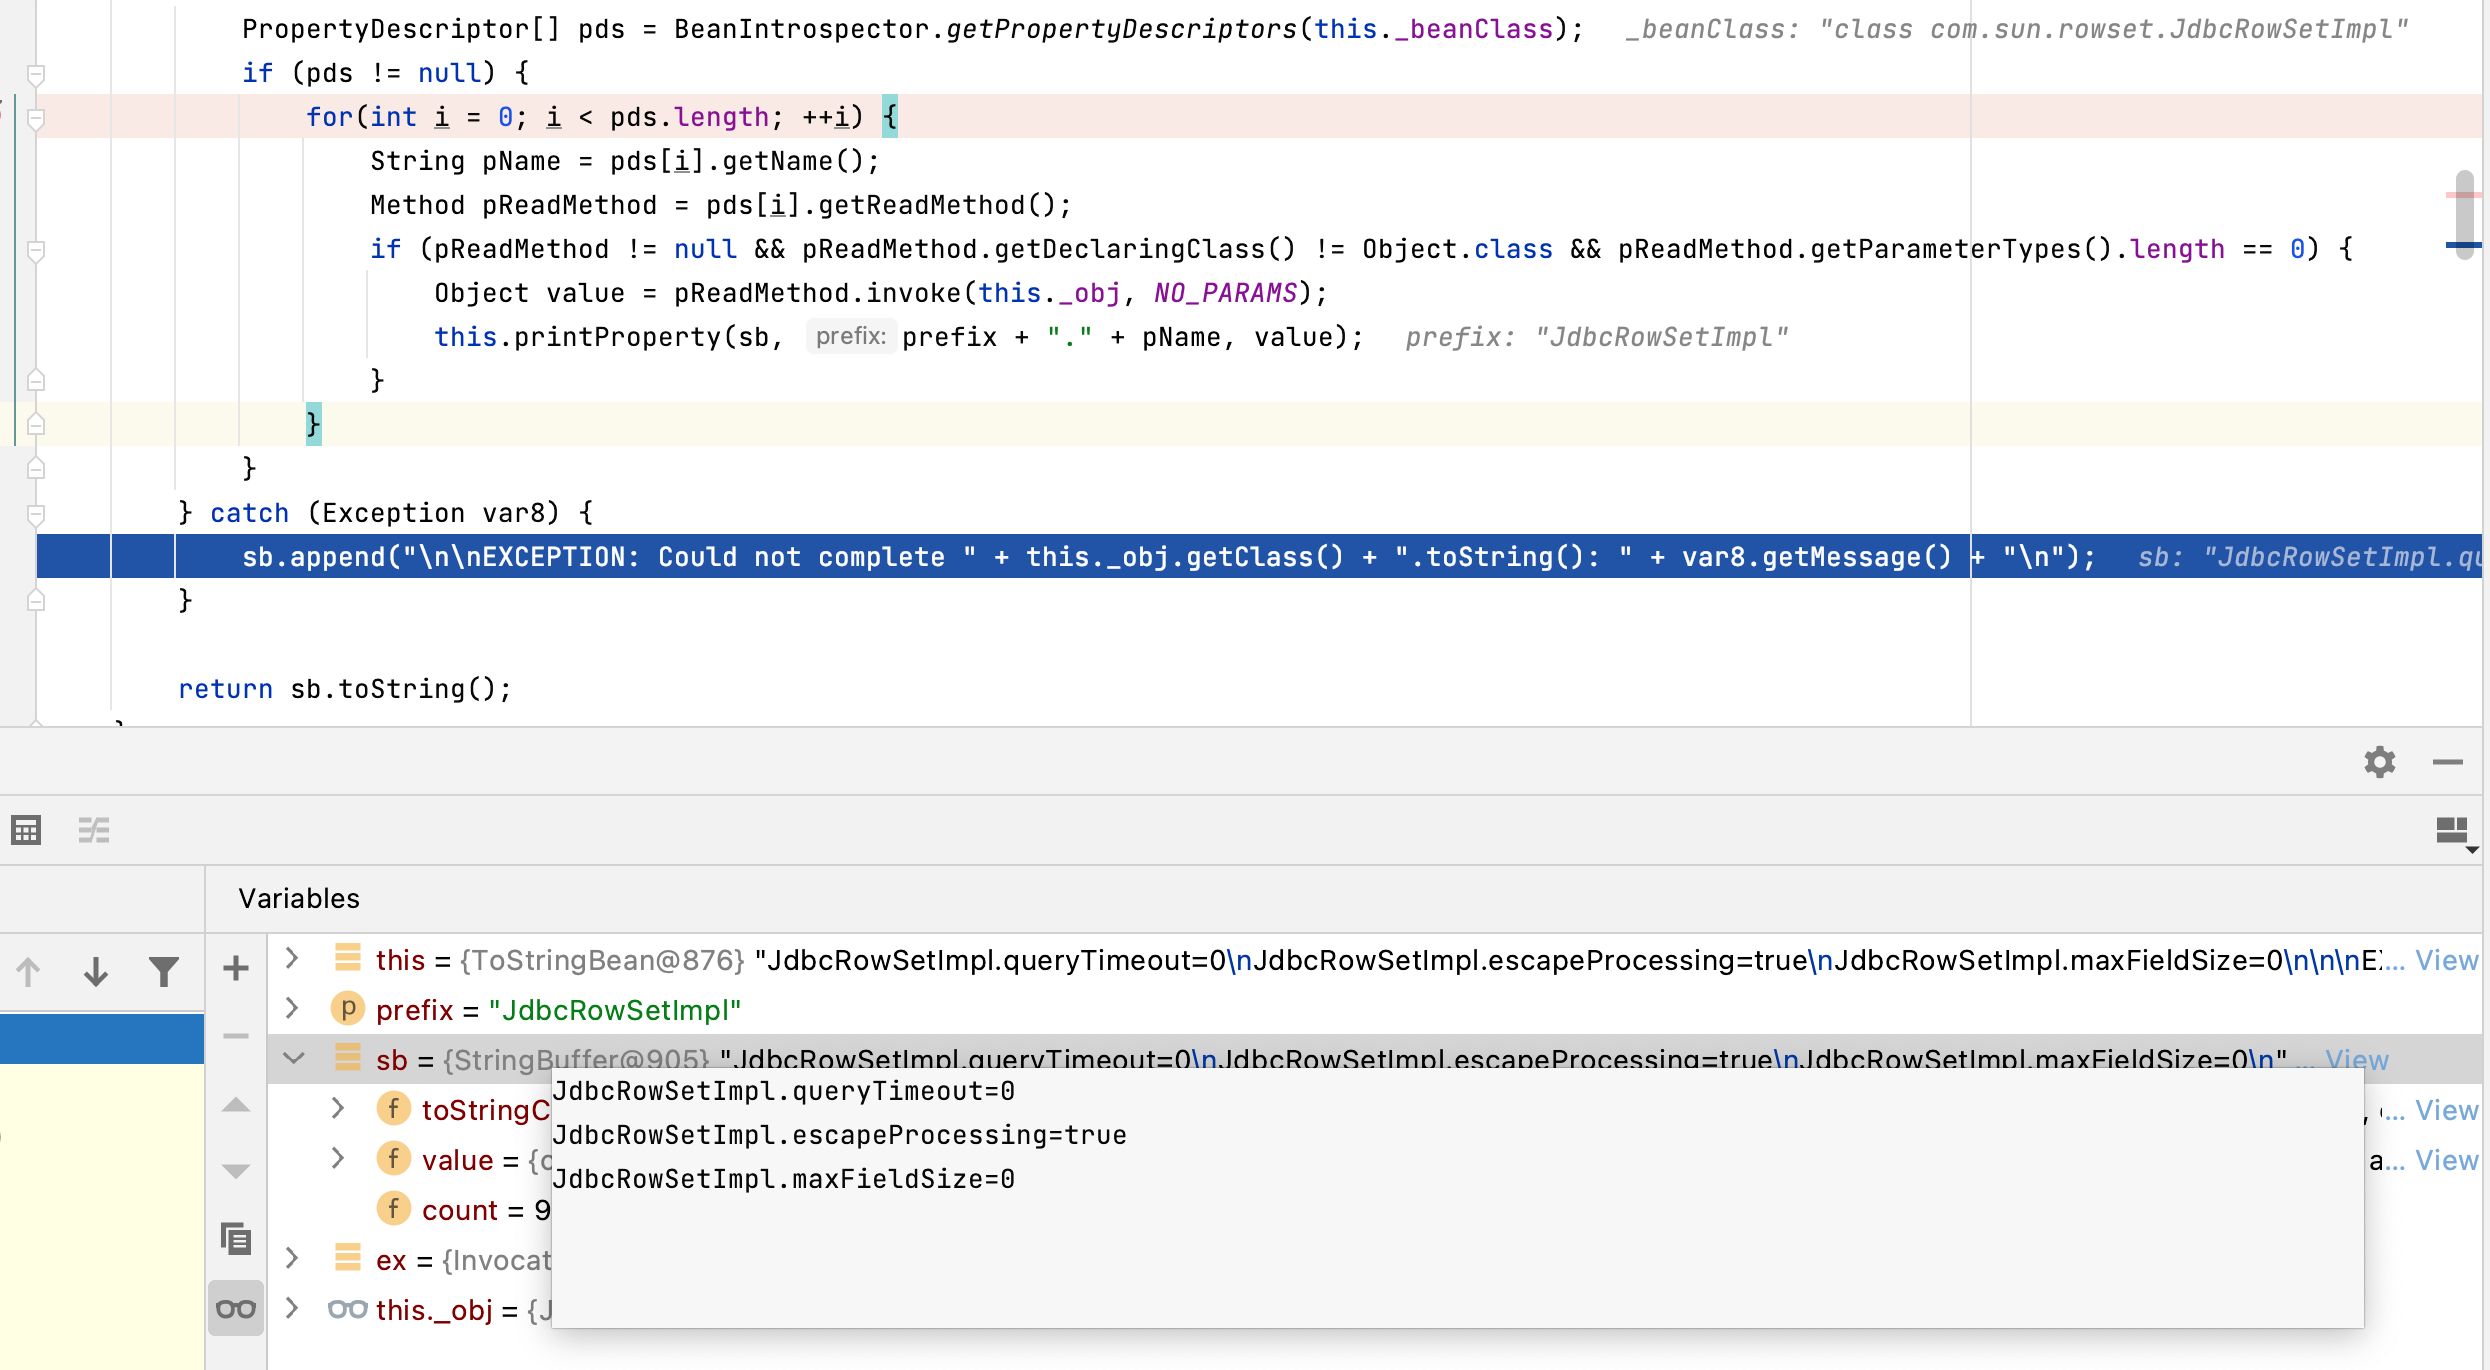 PropertyDescriptor[] pds = BeanIntrospector.getPropertyDescriptors(this._beanClass);   _beanClass: "class com.sun.rowset.JdbcRowSetImpl"
if (pds != null) {
for(int i = 0; i < pds.length; ++i) {
String pName = pds[i].getName();
Method pReadMethod = pds[i].getReadMethod();
if (pReadMethod != null && pReadMethod.getDeclaringClass() != Object.class && pReadMethod.getParameterTypes().length == 0) {
Object value = pReadMethod.invoke(this._obj, NO_PARAMS);
this.printProperty(sb, prefix: prefix + "." + pName, value);   prefix: "JdbcRowSetImpl"
}
}
}
} catch (Exception var8) {
sb.append("\n\nEXCEPTION: Could not complete " + this._obj.getClass() + ".toString(): " + var8.getMessage() + "\n");   sb: "JdbcRowSetImpl.qu
}
return sb.toString();
Variables
this = {ToStringBean@876} "JdbcRowSetImpl.queryTimeout=0\nJdbcRowSetImpl.escapeProcessing=true\nJdbcRowSetImpl.maxFieldSize=0\n\n\nE... View
p prefix = "JdbcRowSetImpl"
sb = {StringBuffer@905} "JdbcRowSetImpl.queryTimeout=0\nJdbcRowSetImpl.escapeProcessing=true\nJdbcRowSetImpl.maxFieldSize=0\n" ... View
JdbcRowSetImpl.queryTimeout=0
f toStringC , ... View
JdbcRowSetImpl.escapeProcessing=true
f value = {c a... View
JdbcRowSetImpl.maxFieldSize=0
f count = 9
ex = {Invocat
this._obj = {J